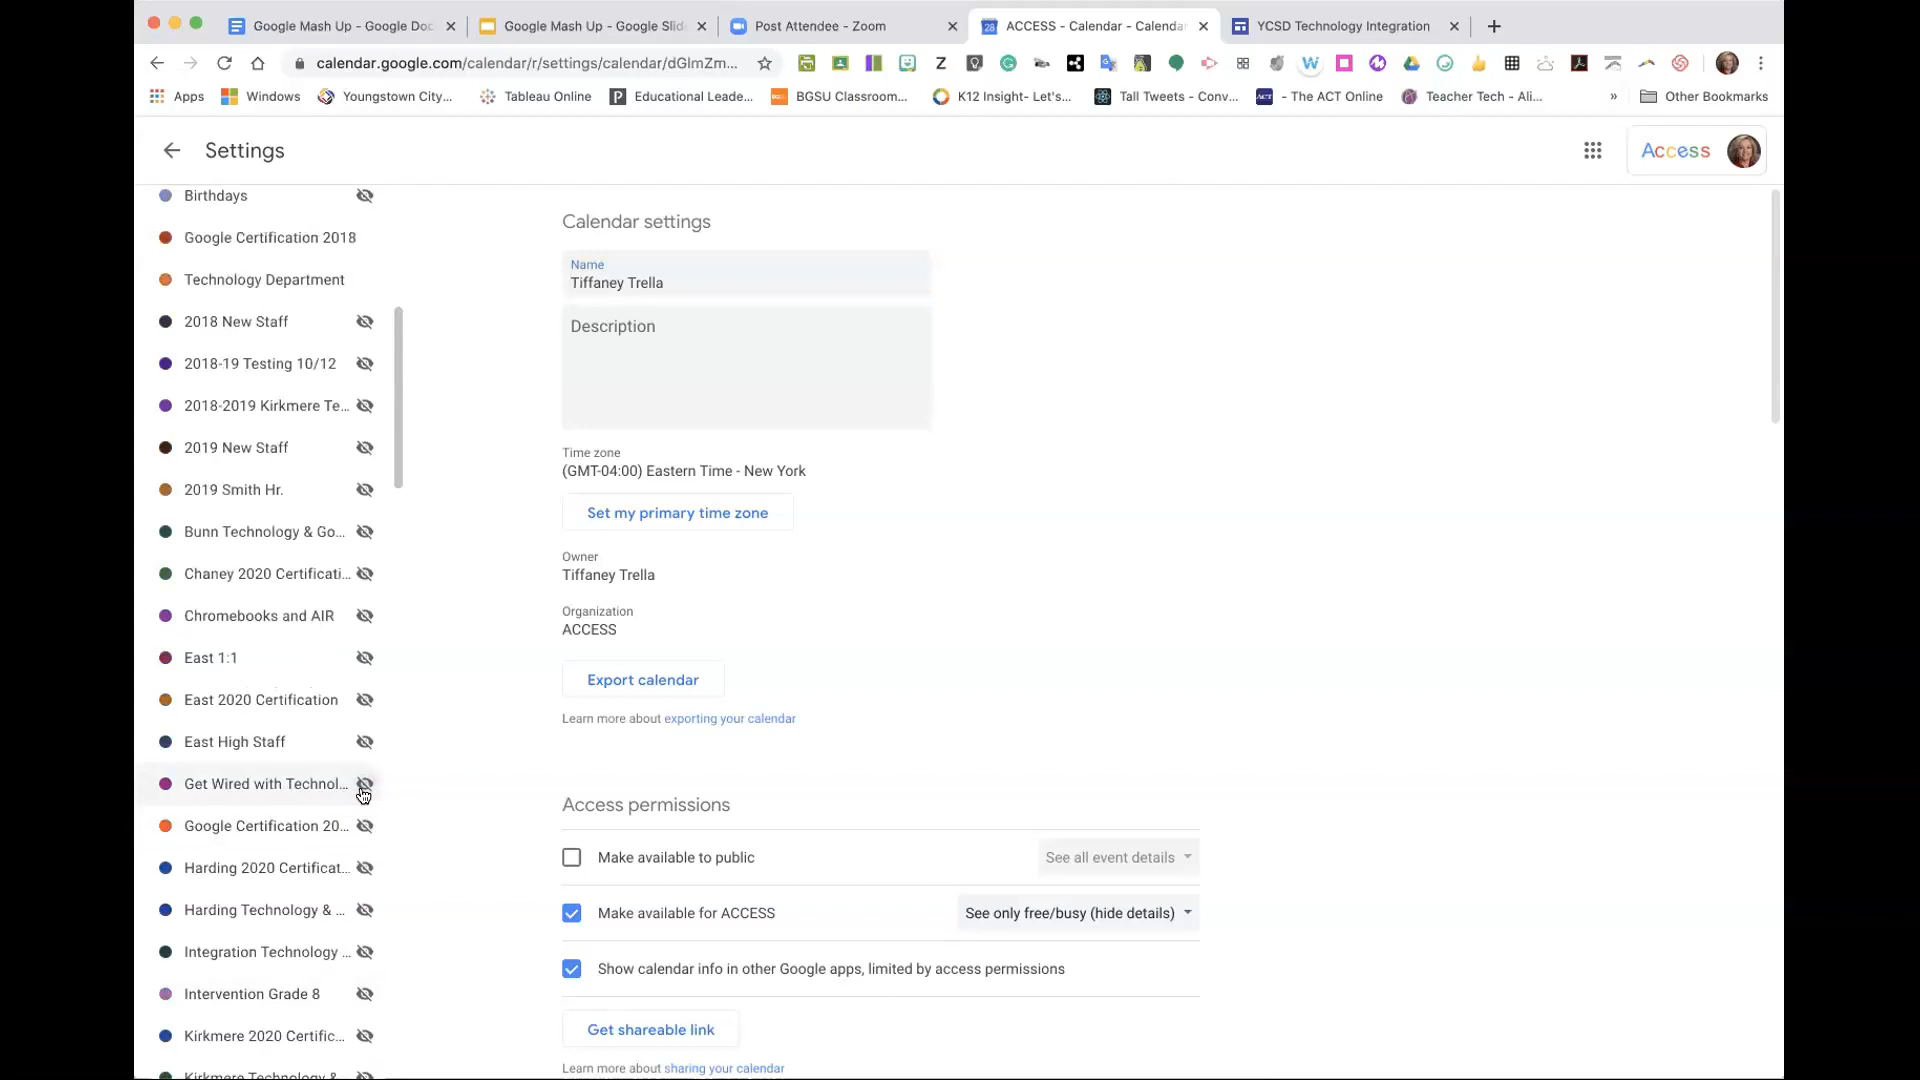 Google Mash Up - Google Doc
Google Mash Up - Google Slid
Post Attendee - Zoom
28
ACCESS - Calendar - Calenda
YCSD Technology Integration
calendar.google.com/calendar/r/settings/calendar/dGlmZm...
Apps
Windows
Youngstown City...
Tableau Online
Educational Leade...
BGSU Classroom...
K12 Insight- Let's...
Tall Tweets - Conv...
- The ACT Online
Teacher Tech - Ali...
»
Other Bookmarks
Settings
Access
Birthdays
Google Certification 2018
Technology Department
2018 New Staff
2018-19 Testing 10/12
2018-2019 Kirkmere Te...
2019 New Staff
2019 Smith Hr.
Bunn Technology & Go...
Chaney 2020 Certificati...
Chromebooks and AIR
East 1:1
East 2020 Certification
East High Staff
Get Wired with Technol...
Google Certification 20...
Harding 2020 Certificat...
Harding Technology & ...
Integration Technology ...
Intervention Grade 8
Kirkmere 2020 Certific...
Kirkmere Technology &
Calendar settings
Name
Tiffaney Trella
Description
Time zone
(GMT-04:00) Eastern Time - New York
Set my primary time zone
Owner
Tiffaney Trella
Organization
ACCESS
Export calendar
Learn more about exporting your calendar
Access permissions
Make available to public
See all event details
Make available for ACCESS
See only free/busy (hide details)
Show calendar info in other Google apps, limited by access permissions
Get shareable link
Learn more about sharing your calendar